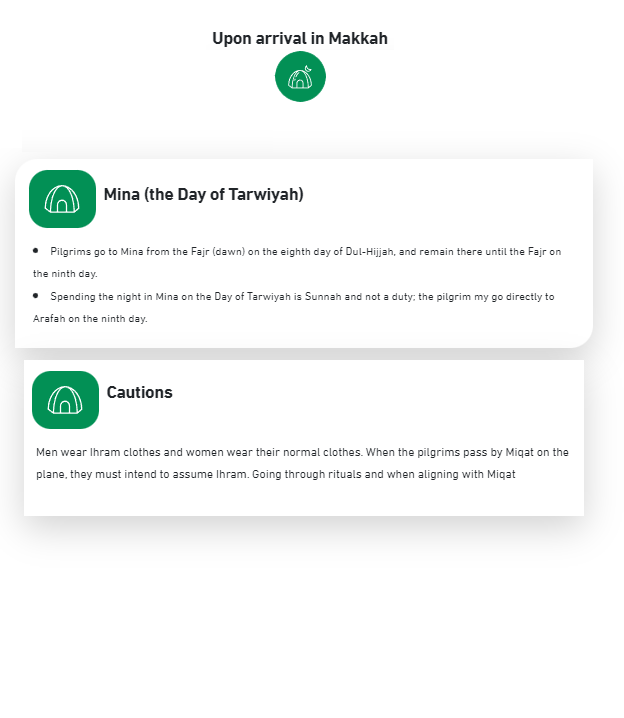 Upon arrival in Makkah
Mina (the Day of Tarwiyah)
• Pilgrims go to Mina from the Fajr (dawn) on the eighth day of Dul-Hijjah, and remain there until the Fajr on
the ninth day.
• Spending the night in Mina on the Day of Tarwiyah is Sunnah and not a duty; the pilgrim my go directly to
Arafah on the ninth day.
Cautions
Men wear Ihram clothes and women wear their normal clothes. When the pilgrims pass by Miqat on the
plane, they must intend to assume Ihram. Going through rituals and when aligning with Miqat